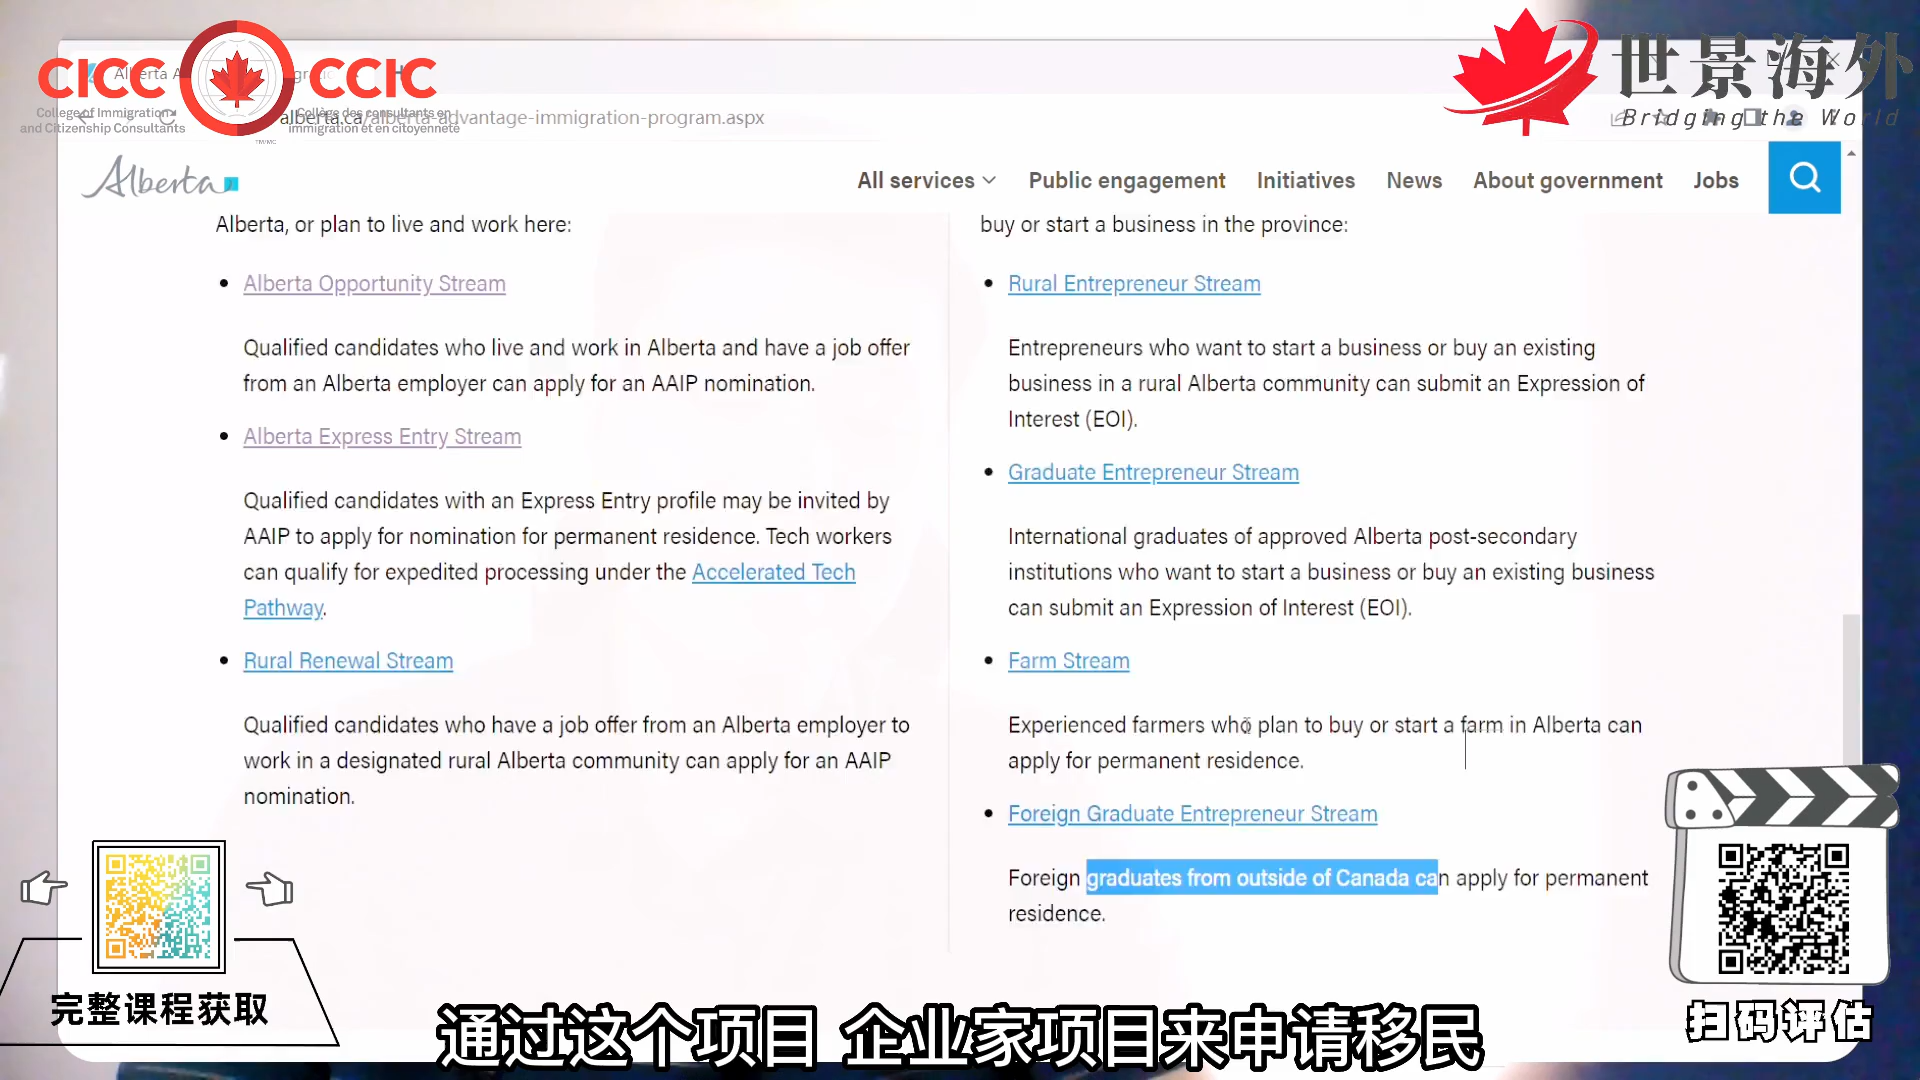 CICC
CCIC
College of Immigration
and Citizenship Consultants
Collège des consultants en
immigration et en citoyenneté
TM/MC
世景海外
Bridging the World
Alberta A
alberta.ca/alberta-advantage-immigration-program.aspx
Alberta
All services
Public engagement
Initiatives
News
About government
Jobs
Alberta, or plan to live and work here:
Alberta Opportunity Stream
Qualified candidates who live and work in Alberta and have a job offer
from an Alberta employer can apply for an AAIP nomination.
Alberta Express Entry Stream
Qualified candidates with an Express Entry profile may be invited by
AAIP to apply for nomination for permanent residence. Tech workers
can qualify for expedited processing under the Accelerated Tech
Pathway.
Rural Renewal Stream
Qualified candidates who have a job offer from an Alberta employer to
work in a designated rural Alberta community can apply for an AAIP
nomination.
buy or start a business in the province:
Rural Entrepreneur Stream
Entrepreneurs who want to start a business or buy an existing
business in a rural Alberta community can submit an Expression of
Interest (EOI).
Graduate Entrepreneur Stream
International graduates of approved Alberta post-secondary
institutions who want to start a business or buy an existing business
can submit an Expression of Interest (EOI).
Farm Stream
Experienced farmers who plan to buy or start a farm in Alberta can
apply for permanent residence.
Foreign Graduate Entrepreneur Stream
Foreign graduates from outside of Canada can apply for permanent
residence.
完整课程获取
扫码评估
通过这个项目 企业家项目来申请移民